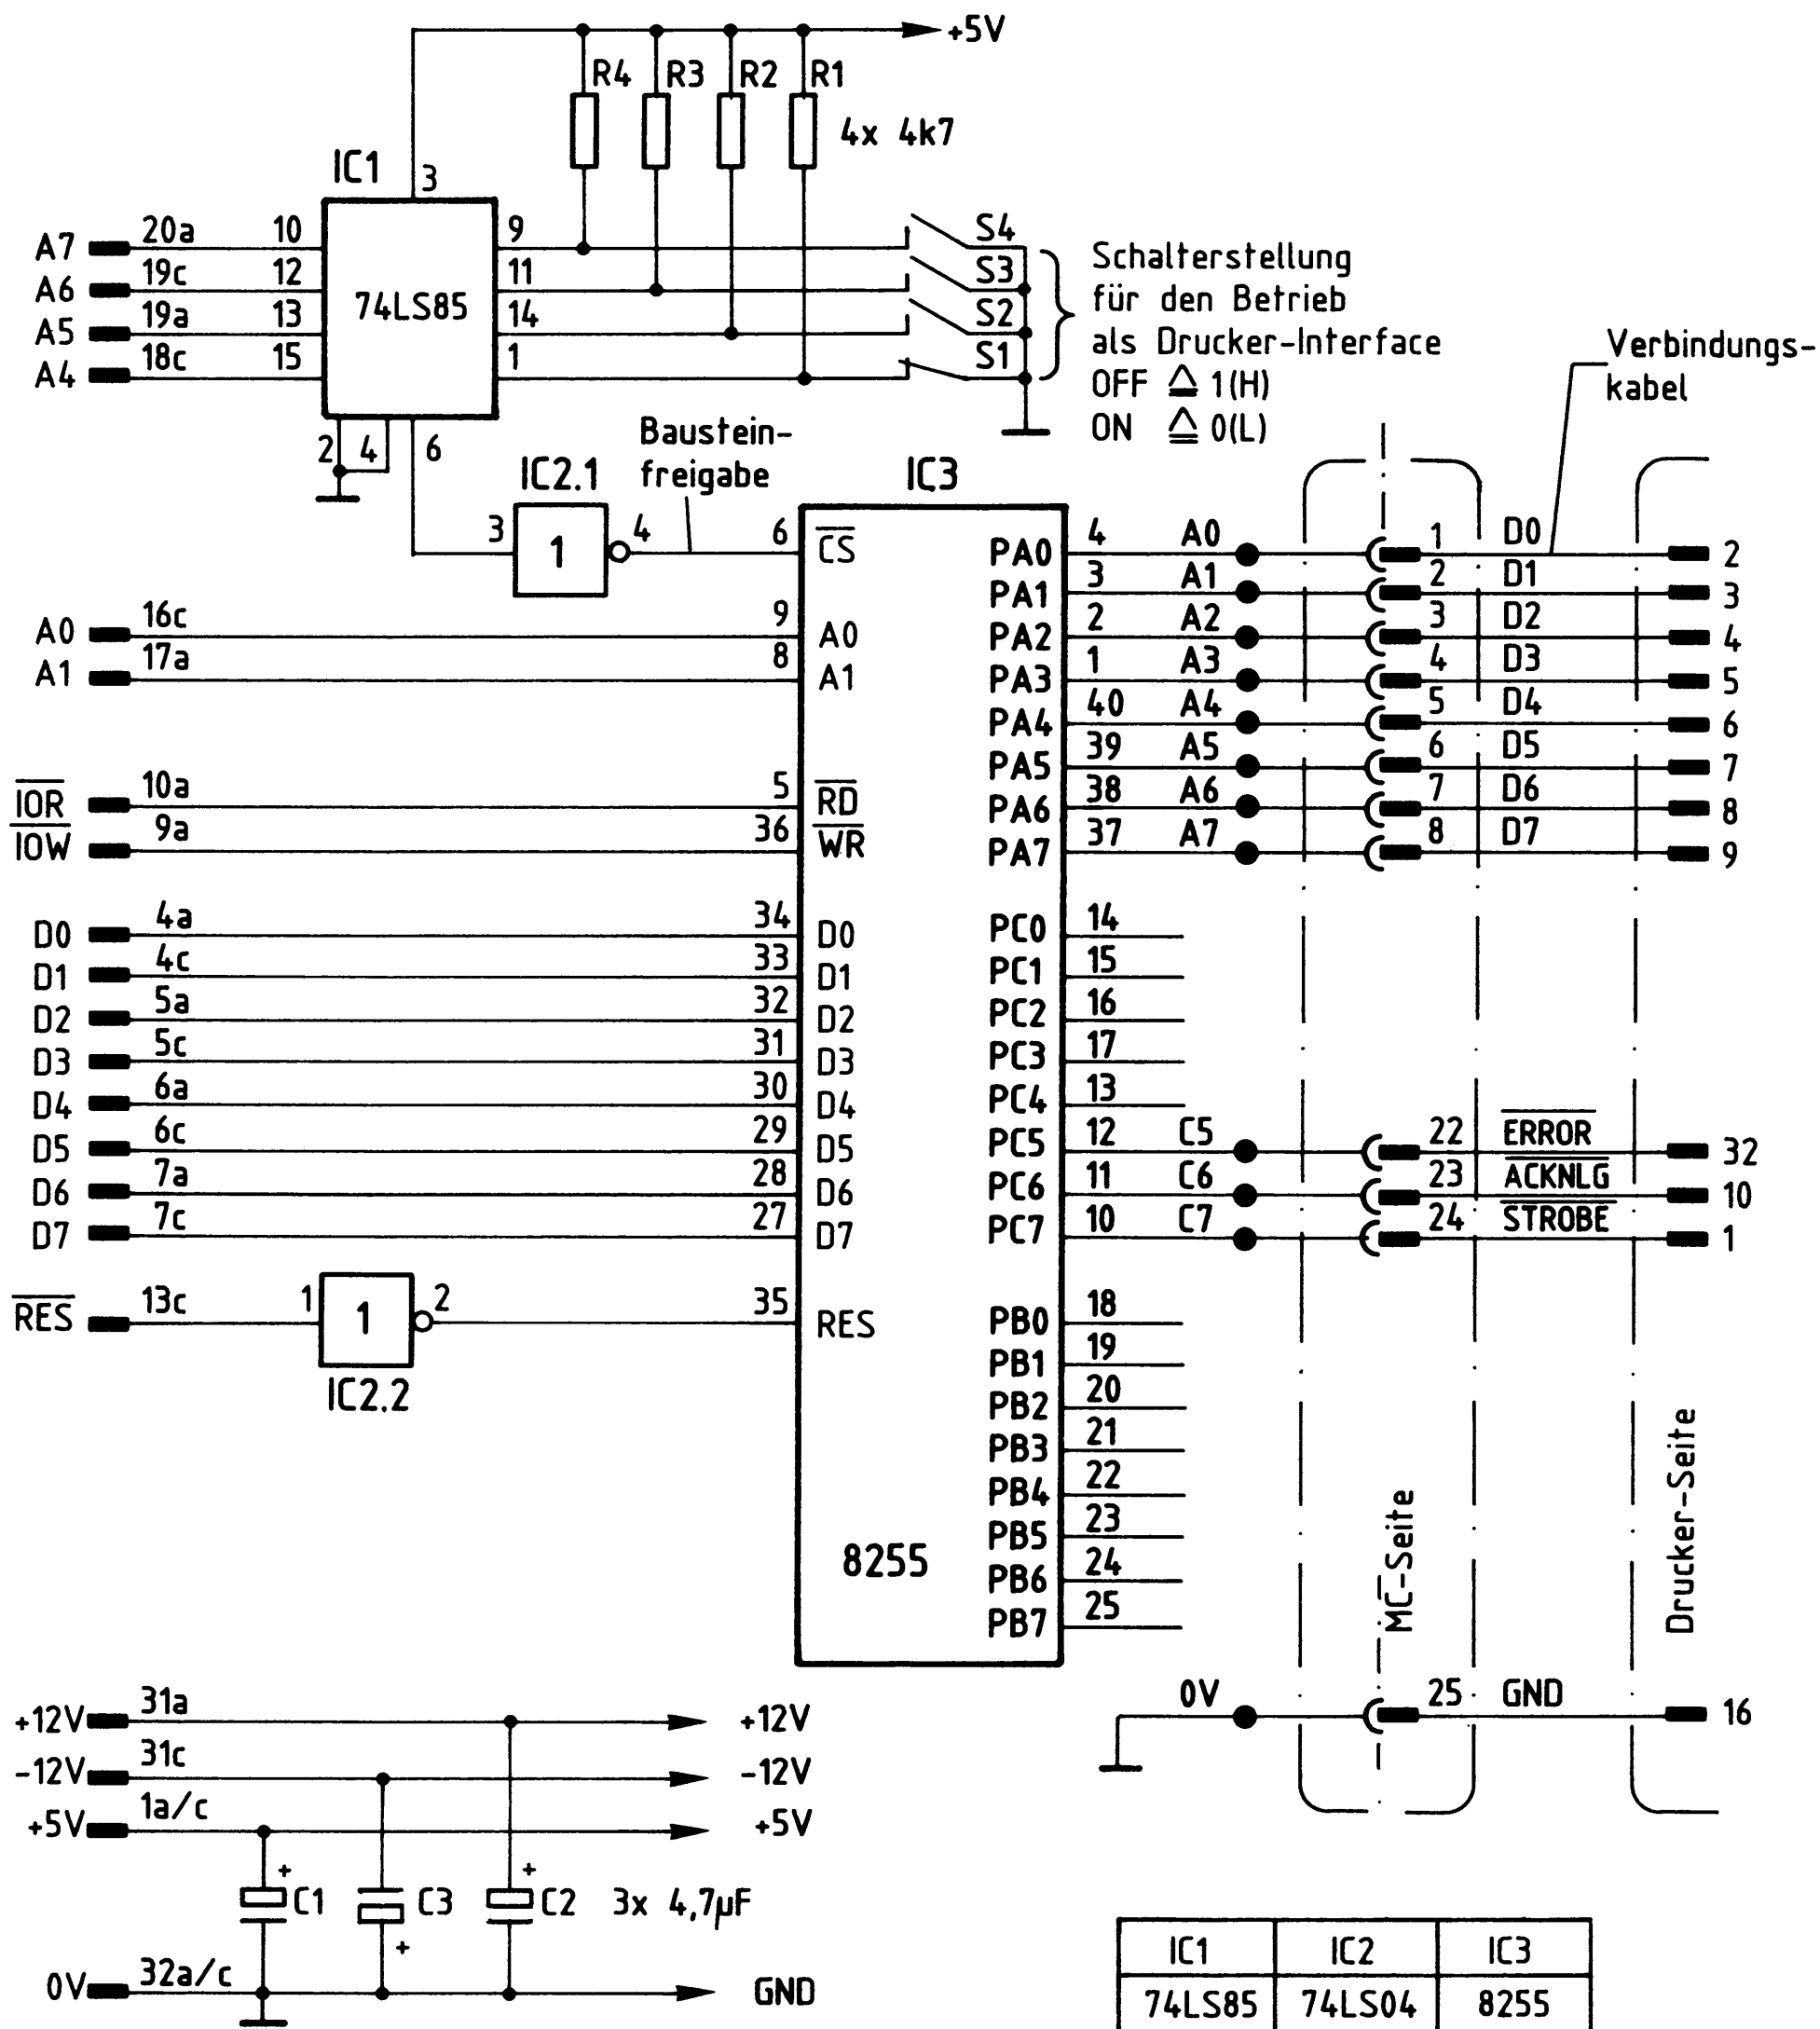 +5V
R4 R3 R2 R1
4x 4k7
IC1
3
A7 20a 10 9 S4
A6 19c 12 11 S3
A5 19a 13 14 S2
A4 18c 15 1 S1
74LS85
2 4 6
Schalterstellung
für den Betrieb
als Drucker-Interface
OFF ≙ 1(H)
ON ≙ 0(L)
Verbindungs-
kabel
Baustein-
freigabe
IC2.1
3 1 4
IC3
6 C̅S̅
A0 16c 9 A0
A1 17a 8 A1
I̅O̅R̅ 10a 5 R̅D̅
I̅O̅W̅ 9a 36 W̅R̅
D0 4a 34 D0
D1 4c 33 D1
D2 5a 32 D2
D3 5c 31 D3
D4 6a 30 D4
D5 6c 29 D5
D6 7a 28 D6
D7 7c 27 D7
R̅E̅S̅ 13c 1 1 2 35 RES
IC2.2
8255
PA0 4 A0 1 D0 2
PA1 3 A1 2 D1 3
PA2 2 A2 3 D2 4
PA3 1 A3 4 D3 5
PA4 40 A4 5 D4 6
PA5 39 A5 6 D5 7
PA6 38 A6 7 D6 8
PA7 37 A7 8 D7 9
PC0 14
PC1 15
PC2 16
PC3 17
PC4 13
PC5 12 C5 22 E̅R̅R̅O̅R̅ 32
PC6 11 C6 23 A̅C̅K̅N̅L̅G̅ 10
PC7 10 C7 24 S̅T̅R̅O̅B̅E̅ 1
PB0 18
PB1 19
PB2 20
PB3 21
PB4 22
PB5 23
PB6 24
PB7 25
MC-Seite
Drucker-Seite
0V 25 GND 16
+12V 31a +12V
-12V 31c -12V
+5V 1a/c +5V
+ C1 C3 + + C2 3x 4,7µF
0V 32a/c GND
IC1 IC2 IC3
74LS85 74LS04 8255